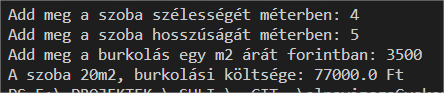 Add meg a szoba szélességét méterben: 4
Add meg a szoba hosszúságát méterben: 5
Add meg a burkolás egy m2 árát forintban: 3500
A szoba 20m2, burkolási költsége: 77000.0 Ft